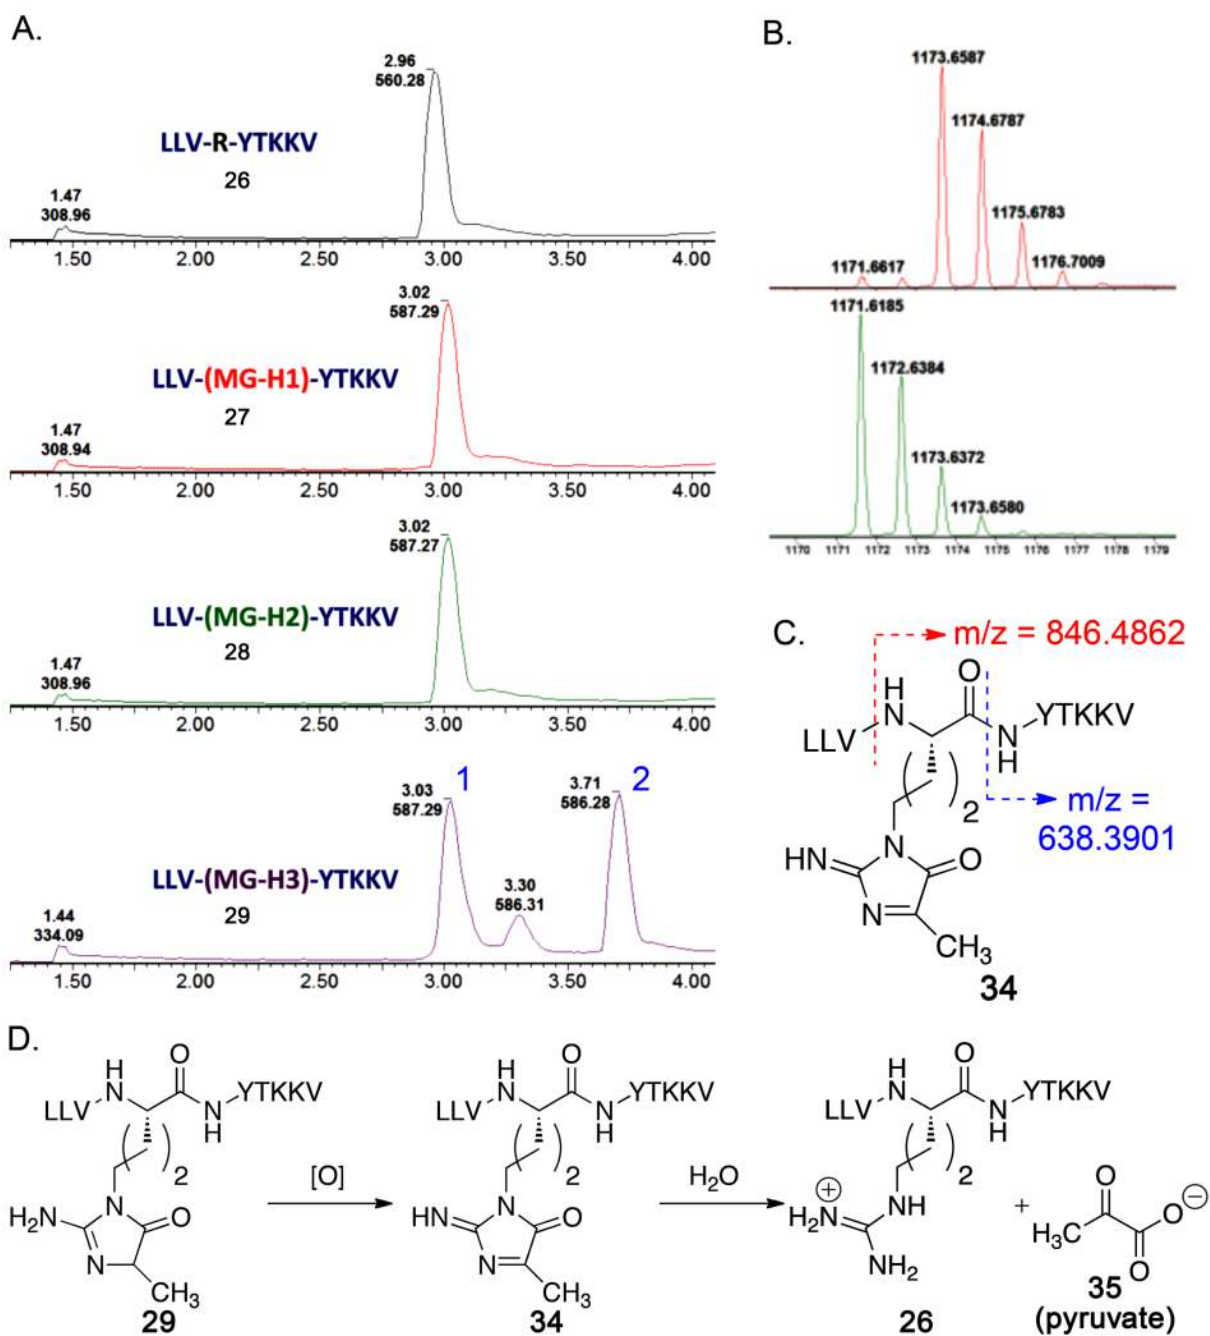 A.
2.96
560.28
LLV-R-YTKKV
26
1.47
308.96
1.50 2.00 2.50 3.00 3.50 4.00
3.02
587.29
LLV-(MG-H1)-YTKKV
27
1.47
308.94
1.50 2.00 2.50 3.00 3.50 4.00
3.02
587.27
LLV-(MG-H2)-YTKKV
28
1.47
308.96
1.50 2.00 2.50 3.00 3.50 4.00
3.03
587.29
1
3.71
586.28
2
LLV-(MG-H3)-YTKKV
29
3.30
586.31
1.44
334.09
1.50 2.00 2.50 3.00 3.50 4.00
B.
1173.6587
1174.6787
1175.6783
1171.6617
1176.7009
1171.6185
1172.6384
1173.6372
1173.6580
1170 1171 1172 1173 1174 1175 1176 1177 1178 1179
C.
m/z = 846.4862
O
H
N
YTKKV
LLV
N
H
2
m/z =
638.3901
N
O
HN
N
CH3
34
D.
H
N
O
YTKKV
LLV
N
H
2
N
H2N
O
N
CH3
29
[O]
H
N
O
YTKKV
LLV
N
H
2
N
HN
O
N
CH3
34
H2O
H
N
O
YTKKV
LLV
N
H
2
+
H2N
NH
NH2
26
+
O
H3C
O
−
O
35
(pyruvate)